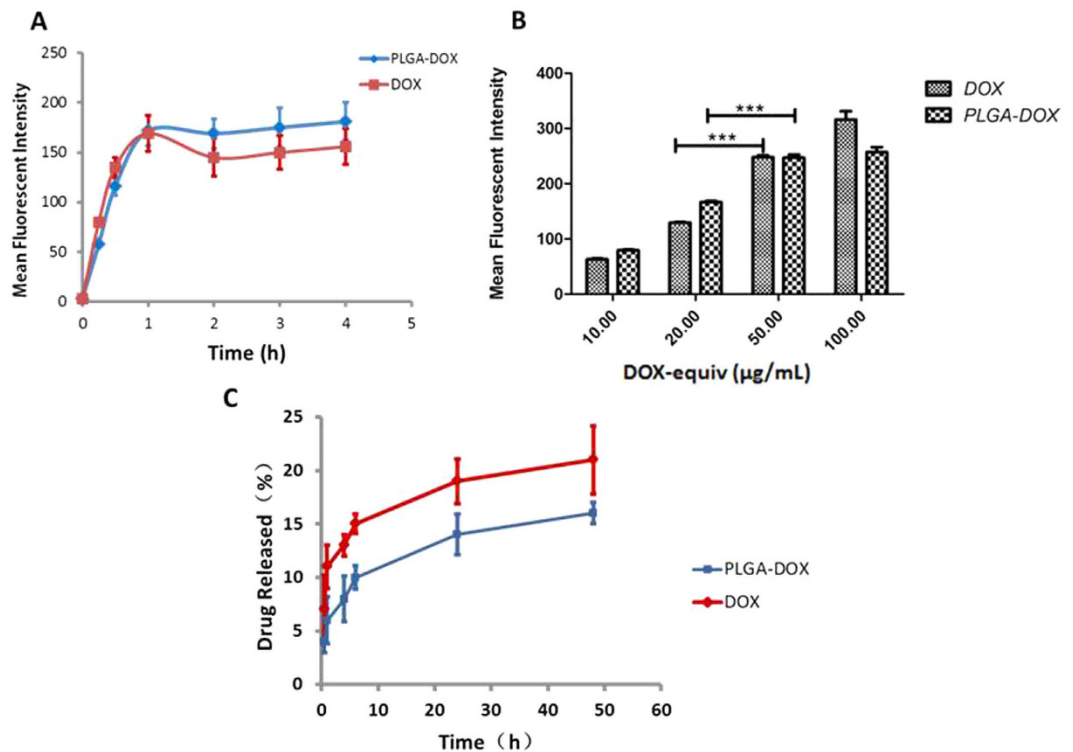 A
Mean Fluorescent Intensity
250
200
150
100
50
0
0 1 2 3 4 5
Time (h)
PLGA-DOX
DOX
B
Mean Fluorescent Intensity
400
300
200
100
0
***
***
10.00 20.00 50.00 100.00
DOX-equiv (μg/mL)
DOX
PLGA-DOX
C
Drug Released（%）
25
20
15
10
5
0
0 10 20 30 40 50 60
Time（h）
PLGA-DOX
DOX